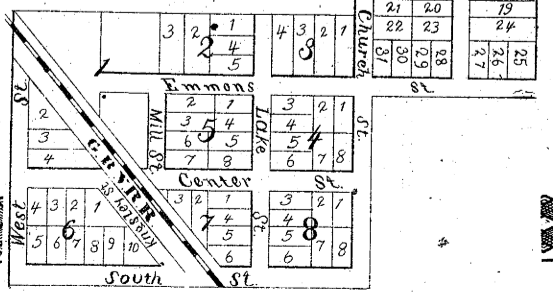 21 20 19
22 23 24
31 30 29 28 27 26 25
Church St.
3 2 1
2
4
5
4 3 2 1
3
1
Emmons St.
St
2
3
4
Mill St.
2 1
3 4
5
6 5
7 8
Lake St
3 2 1
4
4
5
6 7 8
G.R.Y.R.R
Kingsley St
Center St.
West
4 3 2 1
6
5 6 7 8 9 10
3 2 1
7
4
5
6
3 2 1
4
8
5
6 7 8
South St.